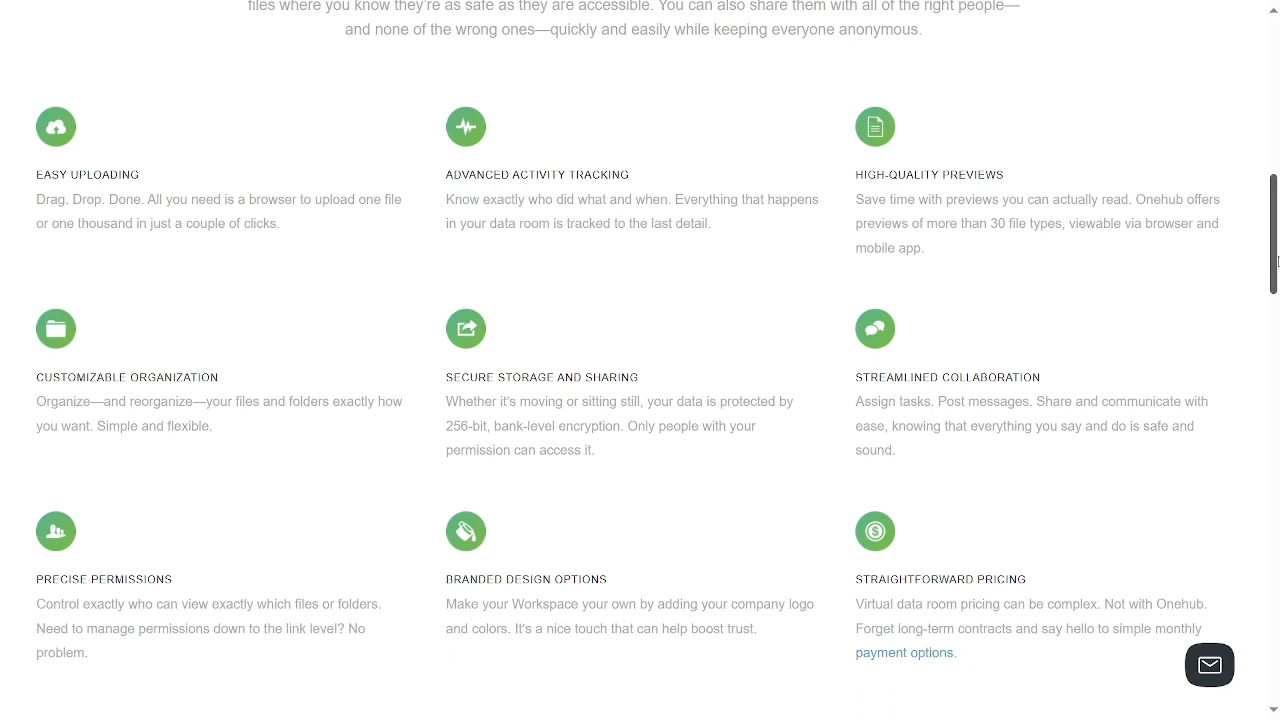 files where you know they're as safe as they are accessible. You can also share them with all of the right people—
and none of the wrong ones—quickly and easily while keeping everyone anonymous.
EASY UPLOADING
Drag. Drop. Done. All you need is a browser to upload one file
or one thousand in just a couple of clicks.
ADVANCED ACTIVITY TRACKING
Know exactly who did what and when. Everything that happens
in your data room is tracked to the last detail.
HIGH-QUALITY PREVIEWS
Save time with previews you can actually read. Onehub offers
previews of more than 30 file types, viewable via browser and
mobile app.
CUSTOMIZABLE ORGANIZATION
Organize—and reorganize—your files and folders exactly how
you want. Simple and flexible.
SECURE STORAGE AND SHARING
Whether it's moving or sitting still, your data is protected by
256-bit, bank-level encryption. Only people with your
permission can access it.
STREAMLINED COLLABORATION
Assign tasks. Post messages. Share and communicate with
ease, knowing that everything you say and do is safe and
sound.
PRECISE PERMISSIONS
Control exactly who can view exactly which files or folders.
Need to manage permissions down to the link level? No
problem.
BRANDED DESIGN OPTIONS
Make your Workspace your own by adding your company logo
and colors. It's a nice touch that can help boost trust.
STRAIGHTFORWARD PRICING
Virtual data room pricing can be complex. Not with Onehub.
Forget long-term contracts and say hello to simple monthly
payment options.